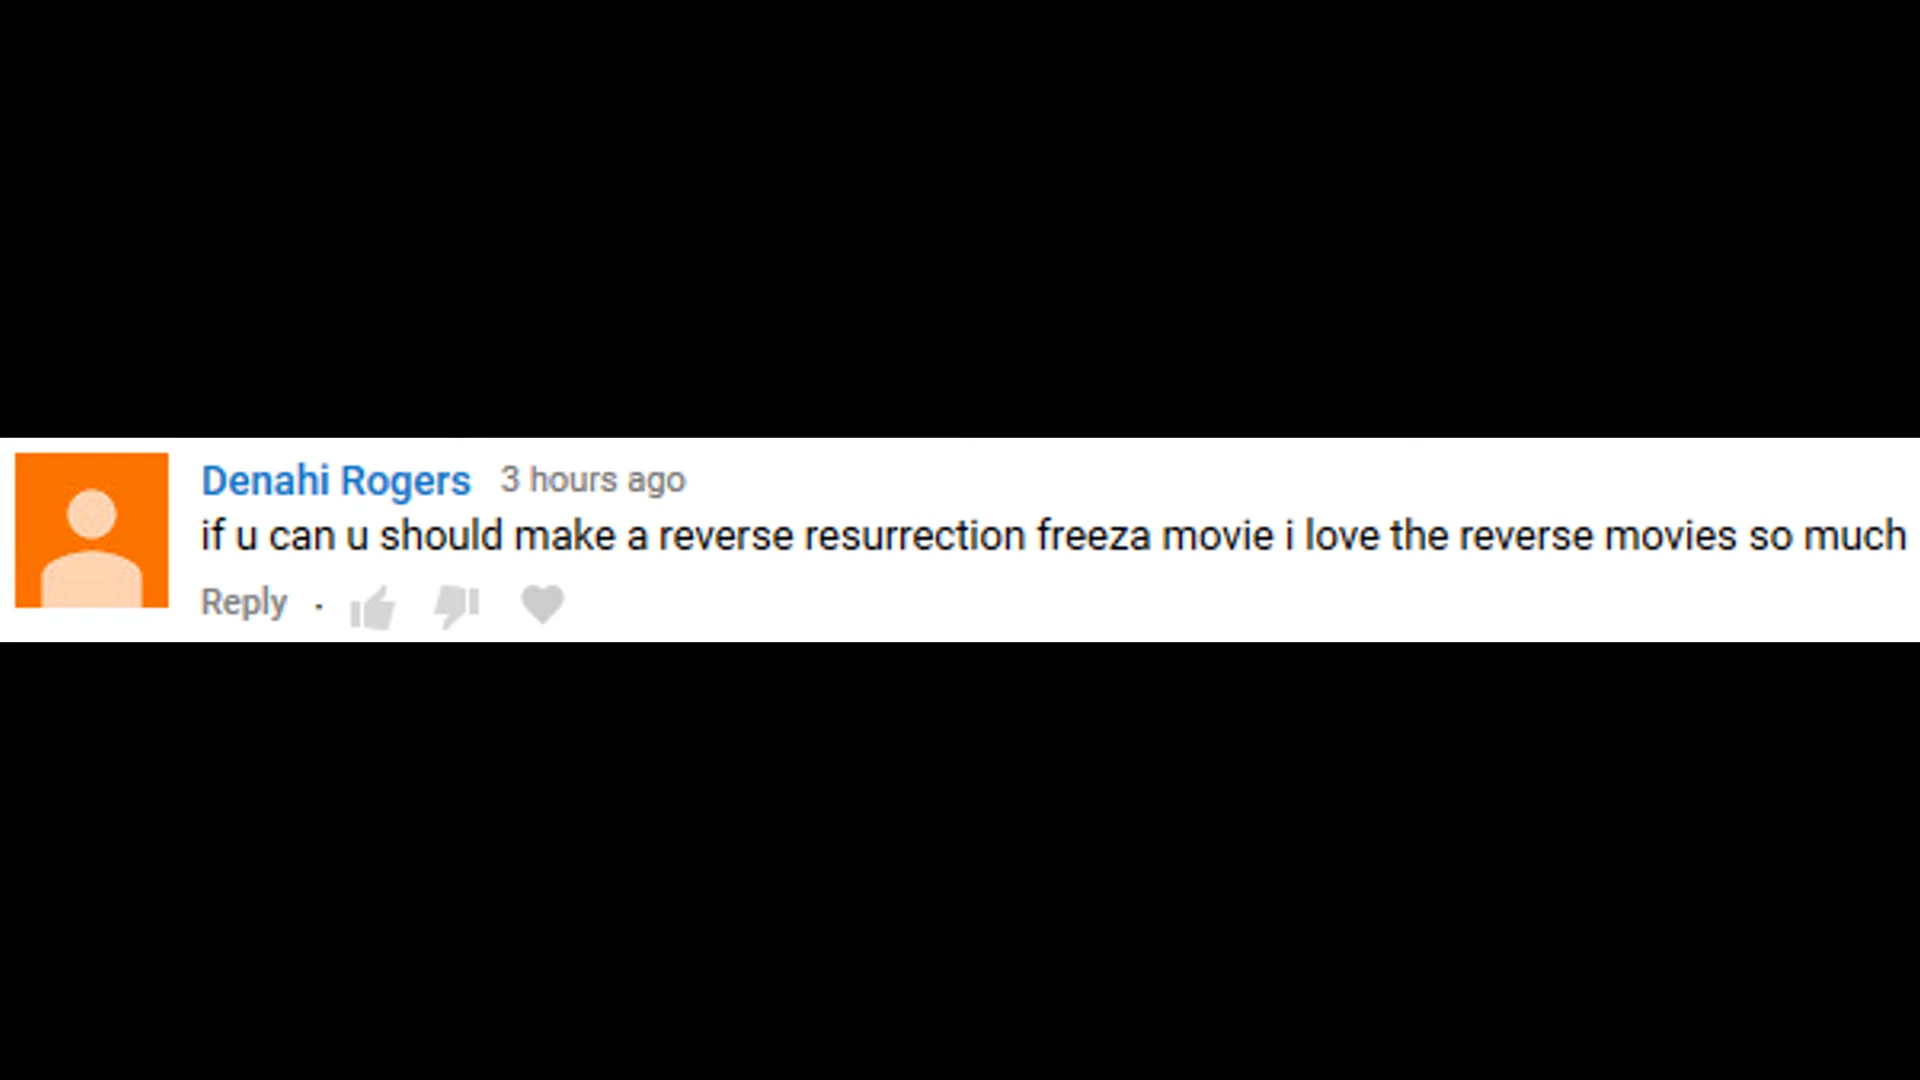 Denahi Rogers 3 hours ago
if u can u should make a reverse resurrection freeza movie i love the reverse movies so much
Reply ·